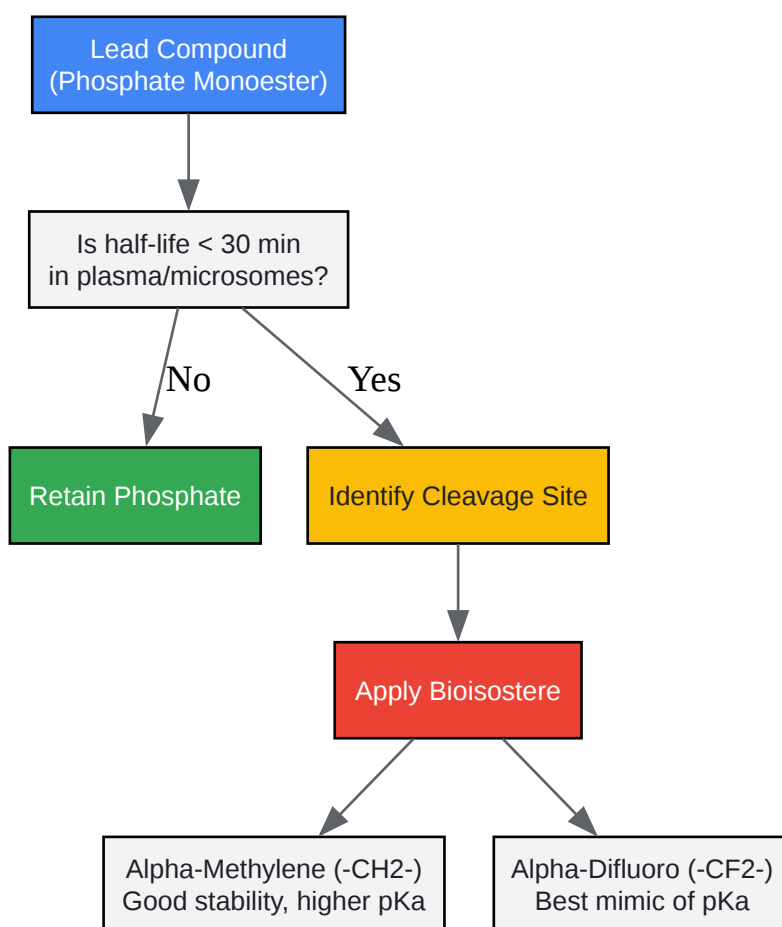 Lead Compound
(Phosphate Monoester)
Is half-life < 30 min
in plasma/microsomes?
No
Yes
Retain Phosphate
Identify Cleavage Site
Apply Bioisostere
Alpha-Methylene (-CH2-)
Good stability, higher pKa
Alpha-Difluoro (-CF2-)
Best mimic of pKa